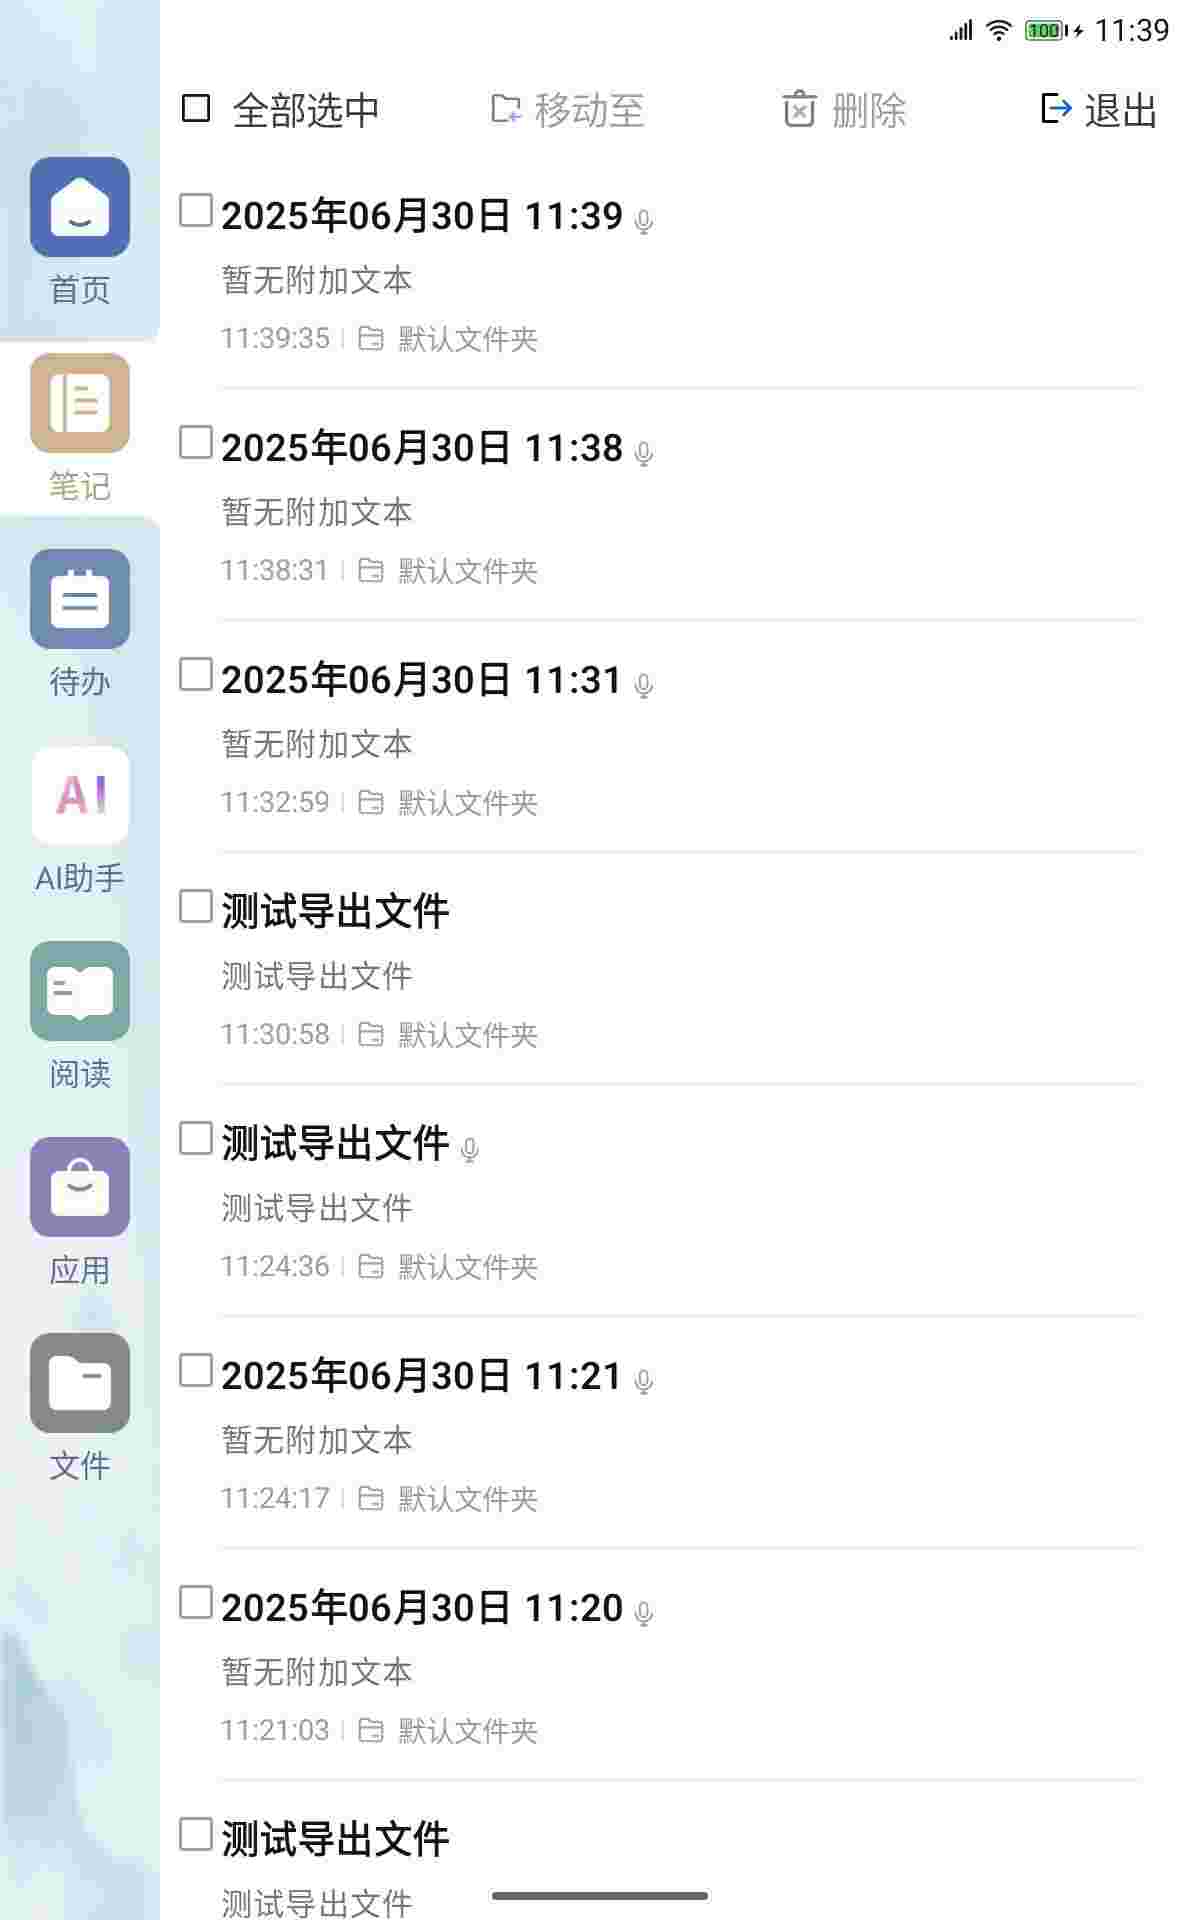 100 11:39
全部选中 移动至 删除 退出
首页
笔记
待办
AI
AI助手
阅读
应用
文件
2025年06月30日 11:39
暂无附加文本
11:39:35 默认文件夹
2025年06月30日 11:38
暂无附加文本
11:38:31 默认文件夹
2025年06月30日 11:31
暂无附加文本
11:32:59 默认文件夹
测试导出文件
测试导出文件
11:30:58 默认文件夹
测试导出文件
测试导出文件
11:24:36 默认文件夹
2025年06月30日 11:21
暂无附加文本
11:24:17 默认文件夹
2025年06月30日 11:20
暂无附加文本
11:21:03 默认文件夹
测试导出文件
测试导出文件